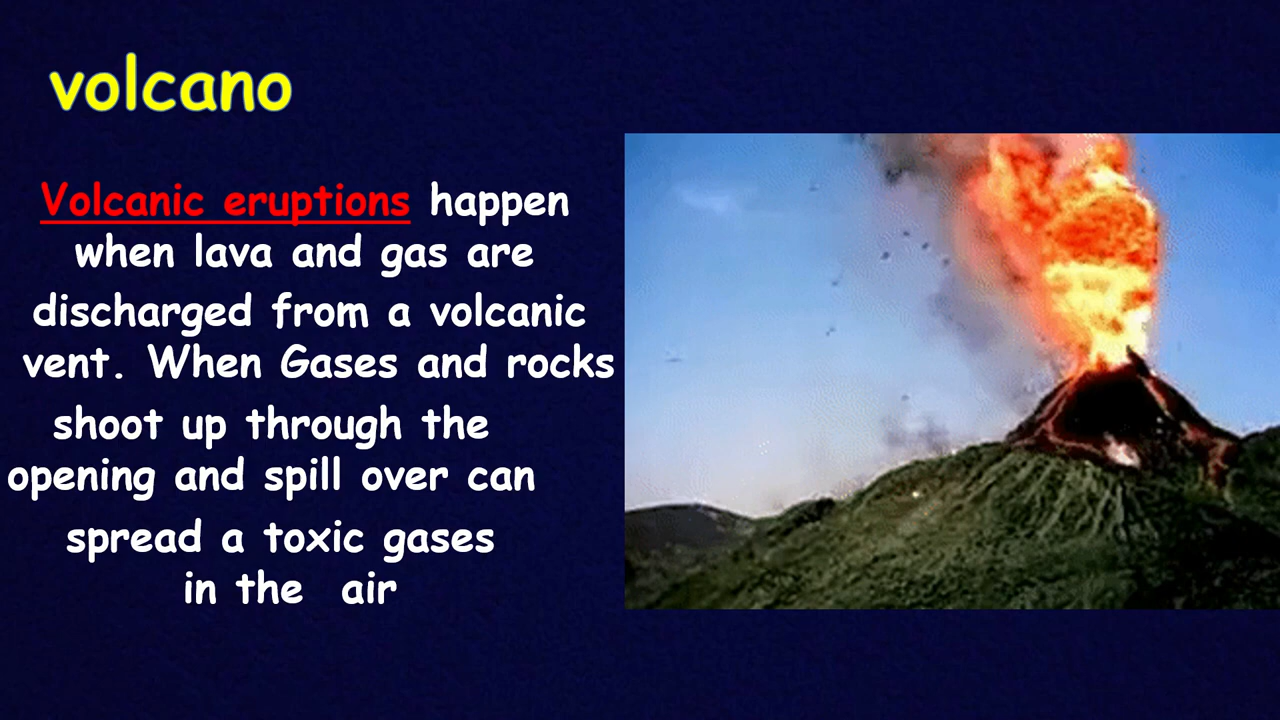 volcano
Volcanic eruptions happen
when lava and gas are
discharged from a volcanic
vent. When Gases and rocks
shoot up through the
opening and spill over can
spread a toxic gases
in the air